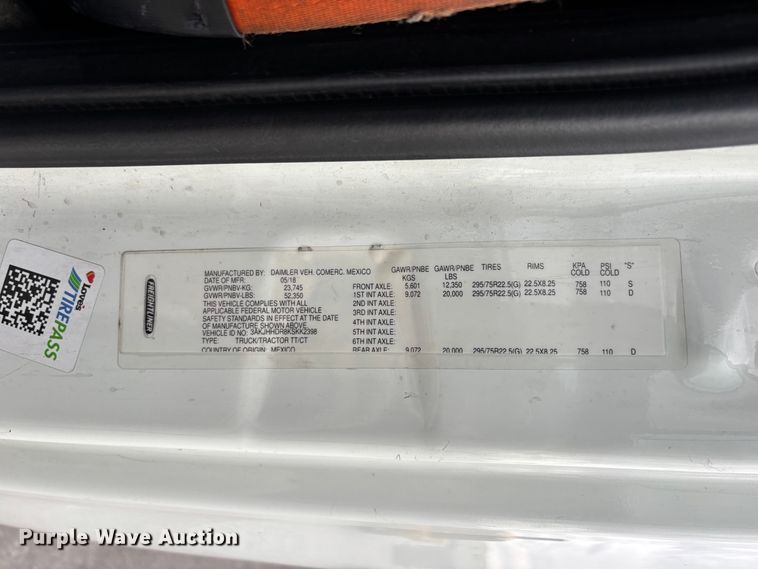 Love's
TIREPASS
FREIGHTLINER
MANUFACTURED BY: DAIMLER VEH. COMERC. MEXICO
DATE OF MFR: 05/18
GVWR/PNBV-KG: 23,745
GVWR/PNBV-LBS: 52,350
THIS VEHICLE COMPLIES WITH ALL
APPLICABLE FEDERAL MOTOR VEHICLE
SAFETY STANDARDS IN EFFECT AT THE DATE
OF MANUFACTURE SHOWN ABOVE.
VEHICLE ID NO: 3AKJHHDR8KSKK2398
TYPE: TRUCK/TRACTOR TT/CT
COUNTRY OF ORIGIN: MEXICO
GAWR/PNBE KGS GAWR/PNBE LBS TIRES RIMS KPA COLD PSI COLD "S"
FRONT AXLE: 5,601 12,350 295/75R22.5(G) 22.5X8.25 758 110 S
1ST INT AXLE: 9,072 20,000 295/75R22.5(G) 22.5X8.25 758 110 D
2ND INT AXLE:
3RD INT AXLE:
4TH INT AXLE:
5TH INT AXLE:
6TH INT AXLE:
REAR AXLE: 9,072 20,000 295/75R22.5(G) 22.5X8.25 758 110 D
Purple Wave Auction